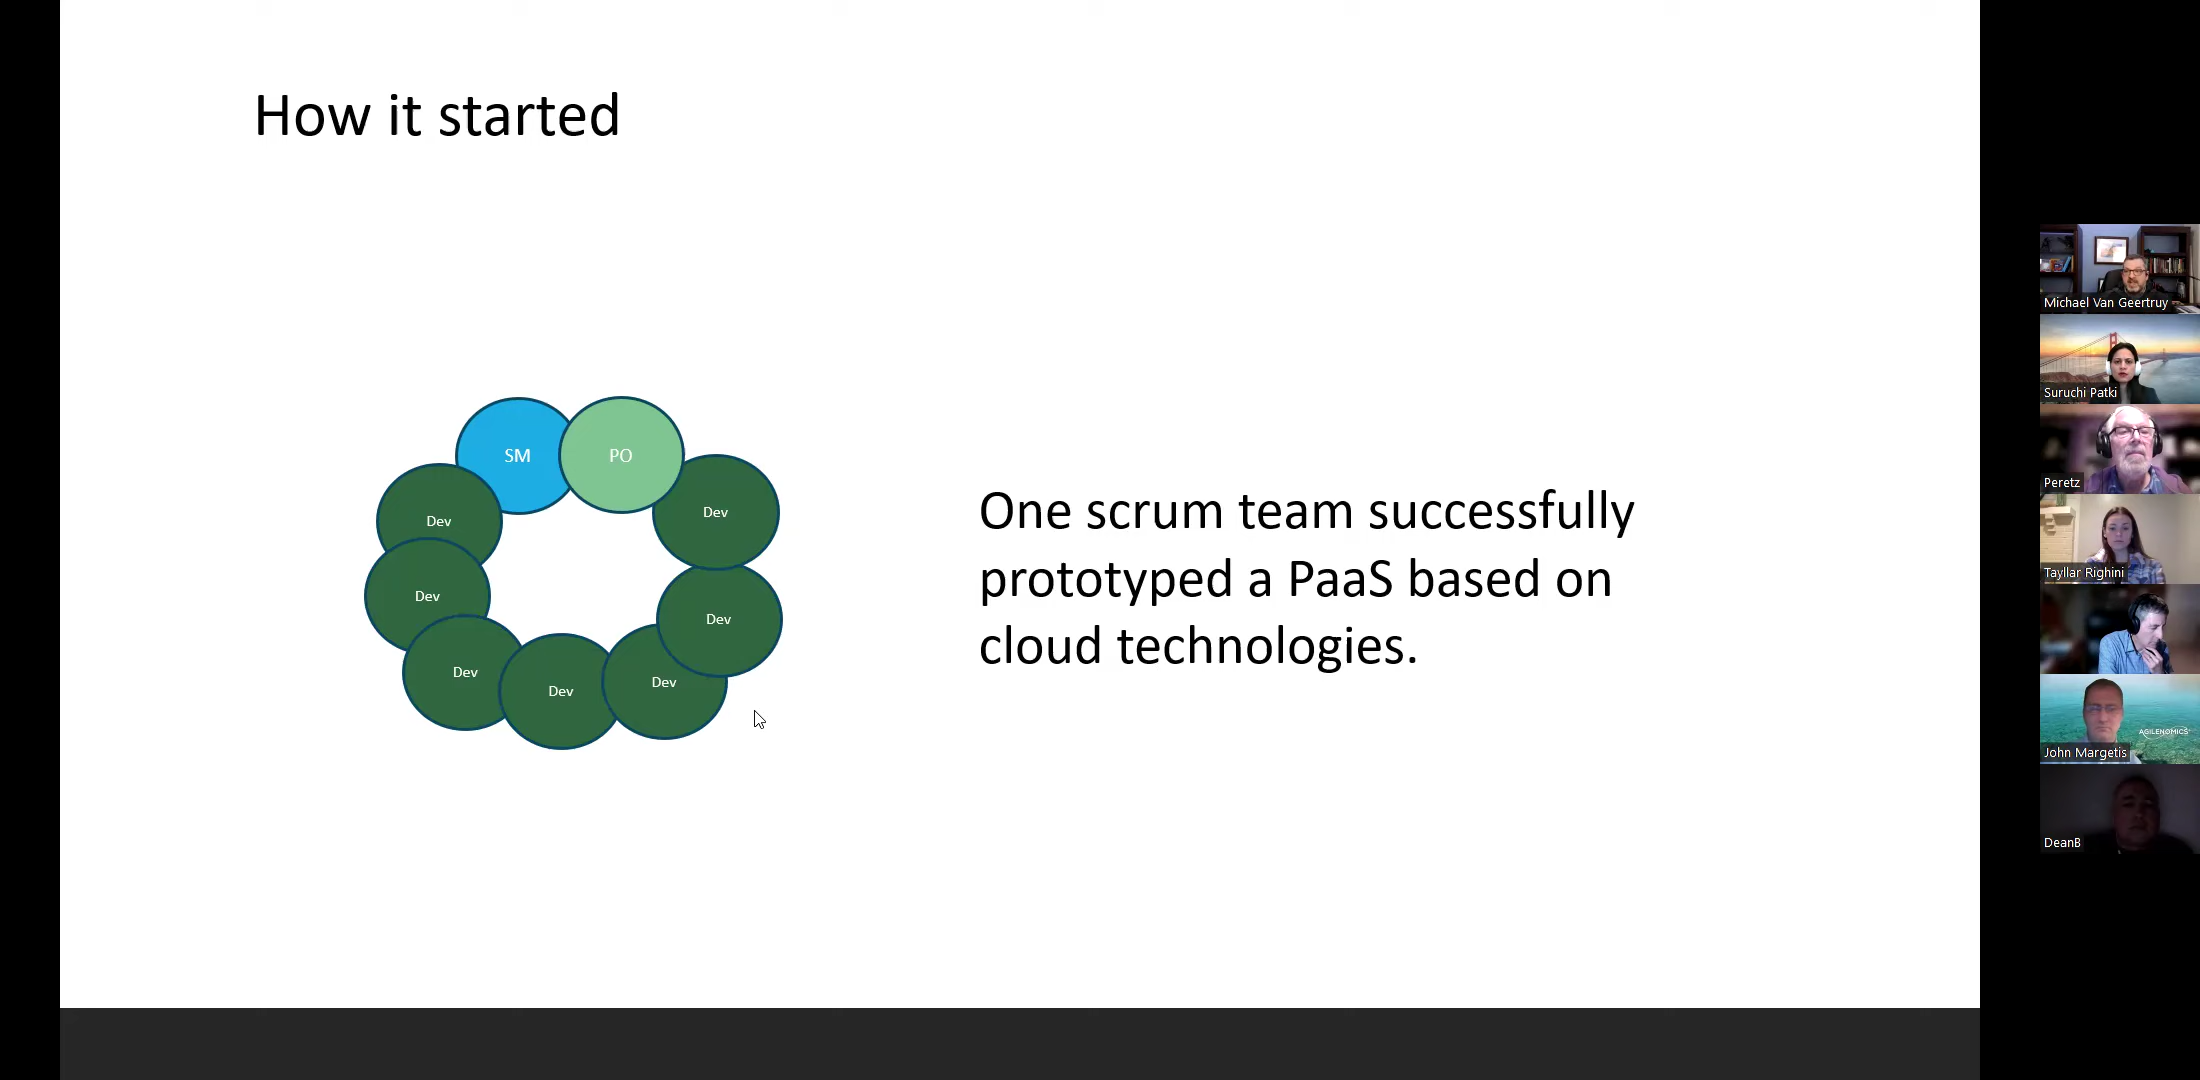 How it started
SM
PO
Dev
Dev
Dev
Dev
Dev
Dev
Dev
One scrum team successfully
prototyped a PaaS based on
cloud technologies.
Michael Van Geertruy
Suruchi Patki
Peretz
Tayllar Righini
AGILENOMICS
John Margetis
DeanB